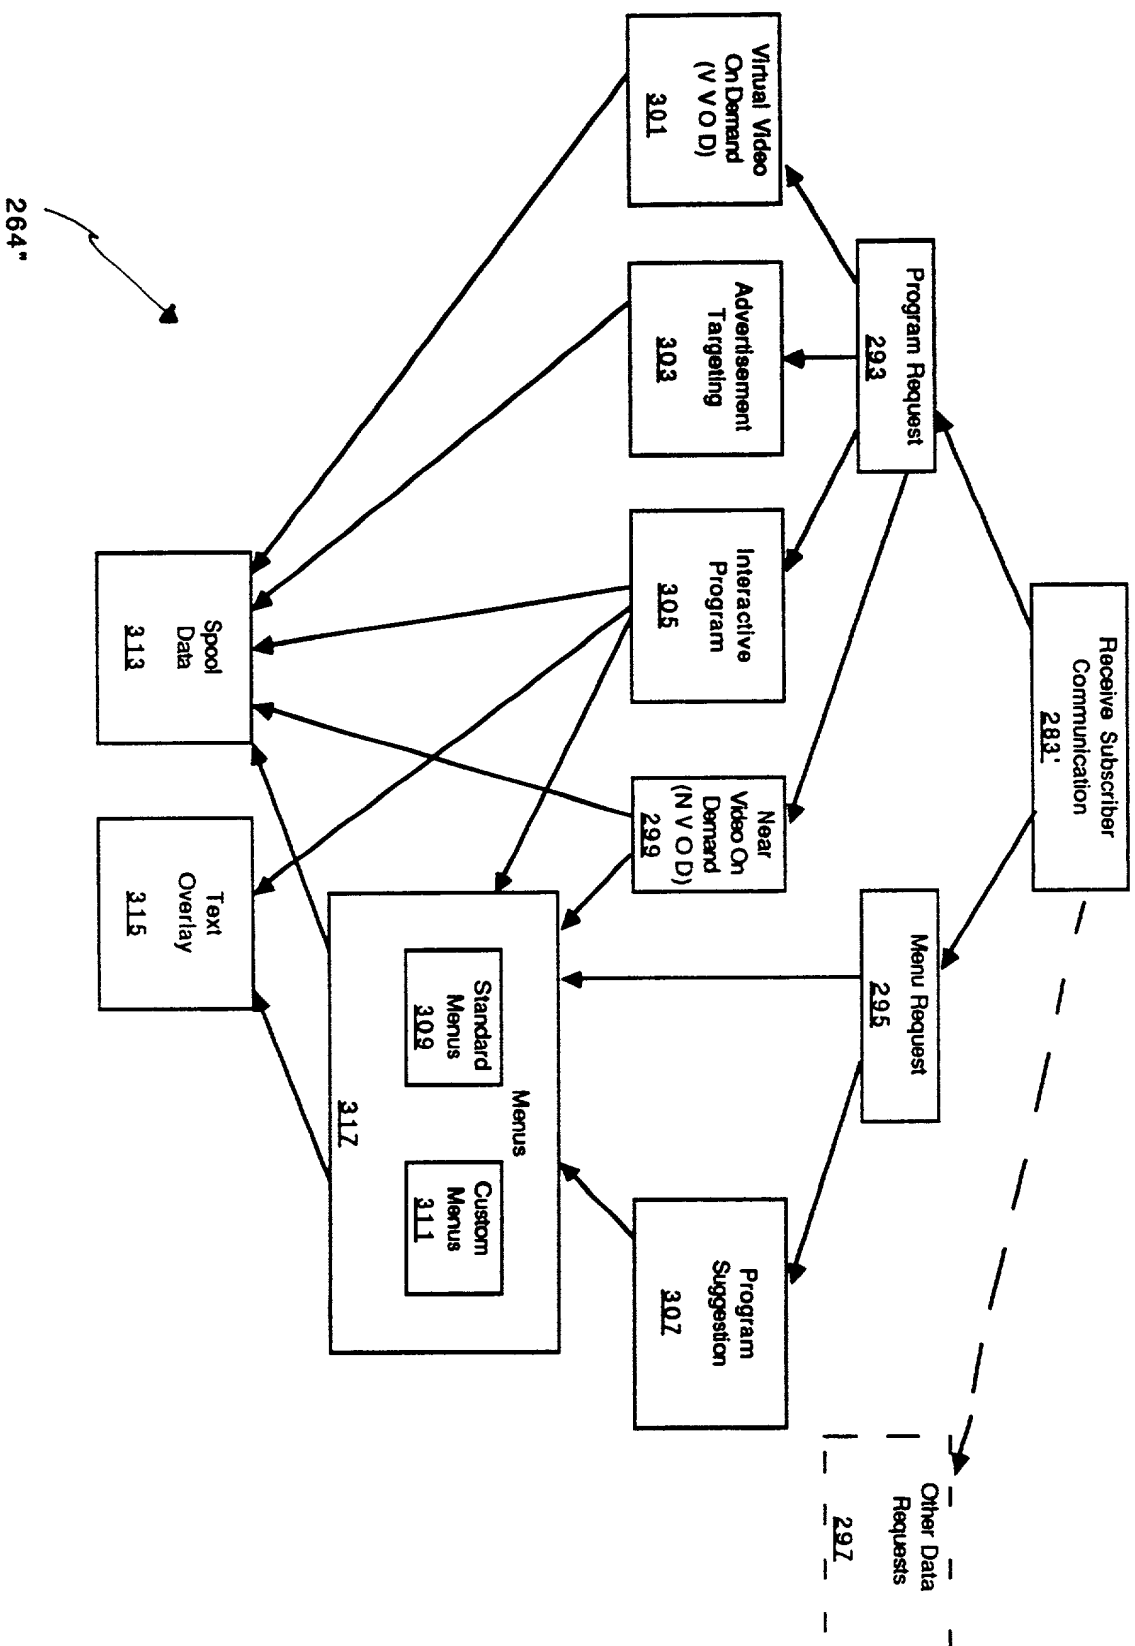 Receive Subscriber
Communication
283'
Program Request
293
Menu Request
295
Other Data
Requests
297
Virtual Video
On Demand
(V V O D)
301
Advertisement
Targeting
303
Interactive
Program
305
Near
Video On
Demand
(N V O D)
299
Program
Suggestion
307
Menus
Standard
Menus
309
Custom
Menus
311
317
Spool
Data
313
Text
Overlay
315
264"